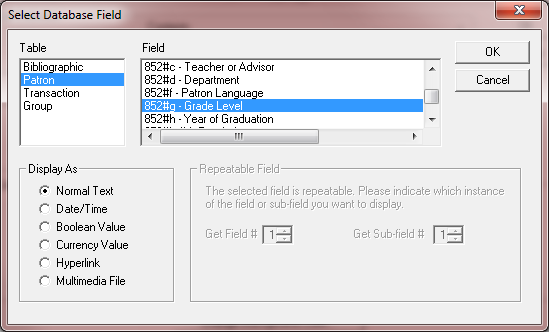 Select Database Field
Table
Field
Bibliographic
Patron
Transaction
Group
852#c - Teacher or Advisor
852#d - Department
852#f - Patron Language
852#g - Grade Level
852#h - Year of Graduation
OK
Cancel
Display As
Normal Text
Date/Time
Boolean Value
Currency Value
Hyperlink
Multimedia File
Repeatable Field
The selected field is repeatable. Please indicate which instance
of the field or sub-field you want to display.
Get Field # 1
Get Sub-field # 1